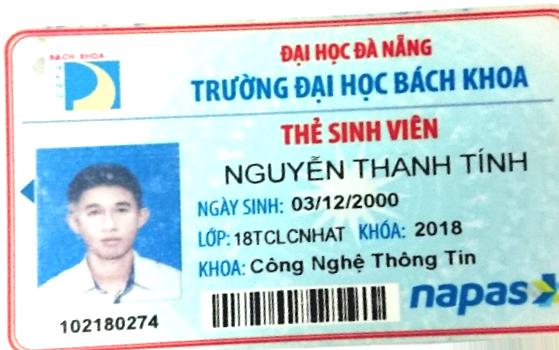 BÁCH KHOA
ĐẠI HỌC ĐÀ NẴNG
TRƯỜNG ĐẠI HỌC BÁCH KHOA
THẺ SINH VIÊN
NGUYỄN THANH TÍNH
NGÀY SINH: 03/12/2000
LỚP: 18TCLCNHAT KHÓA: 2018
KHOA: Công Nghệ Thông Tin
102180274
napas